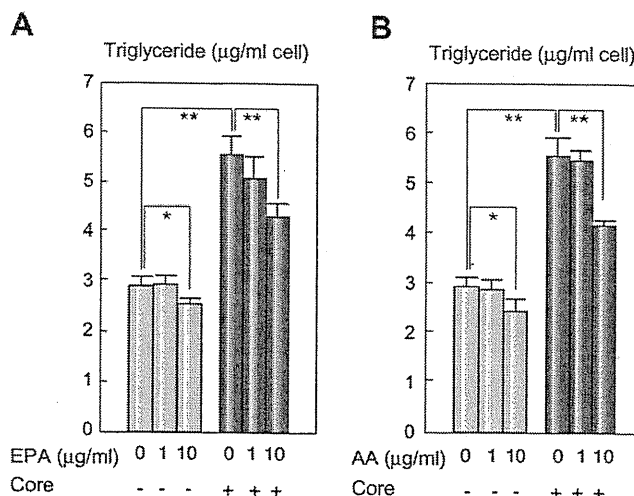 A
B
Triglyceride (µg/ml cell)
Triglyceride (µg/ml cell)
7
6
5
4
3
2
1
0
** **
*
7
6
5
4
3
2
1
0
** **
*
EPA (µg/ml) 0 1 10 0 1 10
Core - - - + + +
AA (µg/ml) 0 1 10 0 1 10
Core - - - + + +